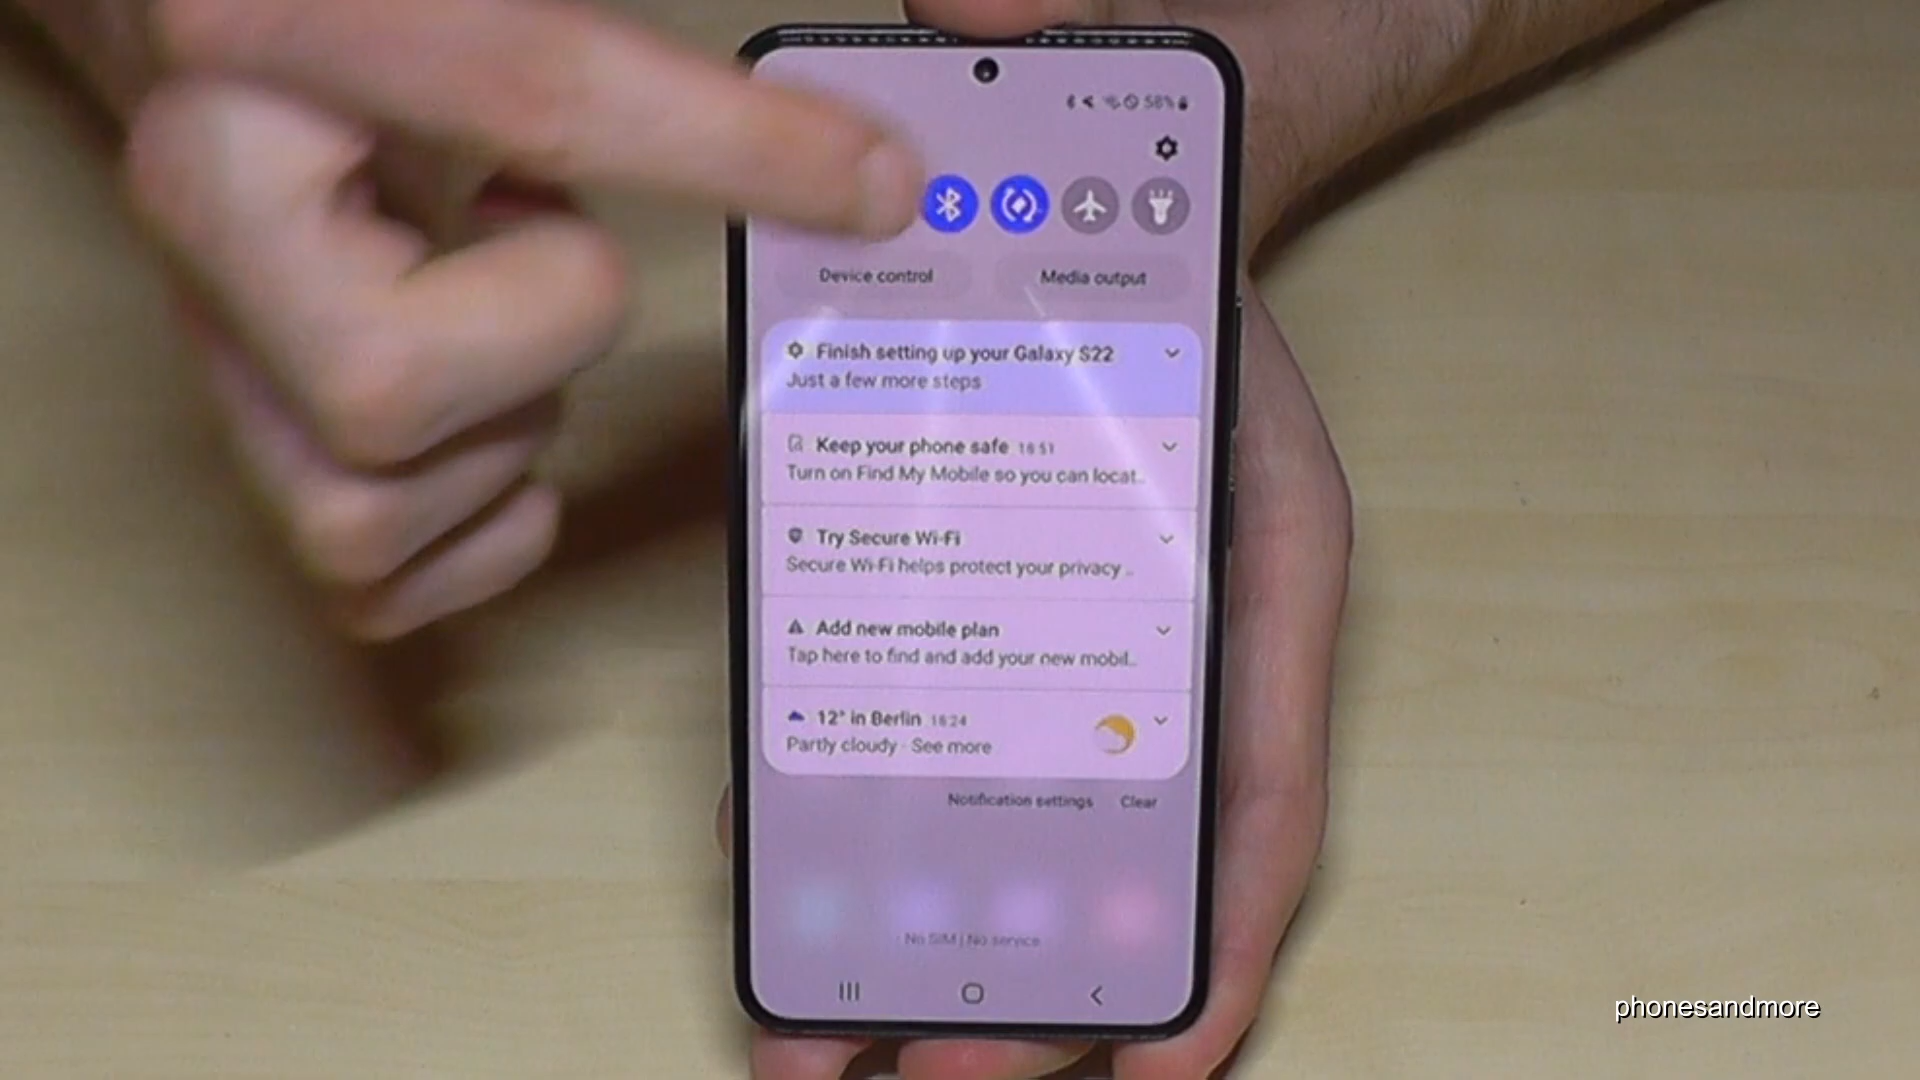 58%
Device control
Media output
Finish setting up your Galaxy S22
Just a few more steps
Keep your phone safe 16:51
Turn on Find My Mobile so you can locat...
Try Secure Wi-Fi
Secure Wi-Fi helps protect your privacy ...
Add new mobile plan
Tap here to find and add your new mobil...
12° in Berlin 16:24
Partly cloudy · See more
Notification settings
Clear
No SIM | No service
phonesandmore